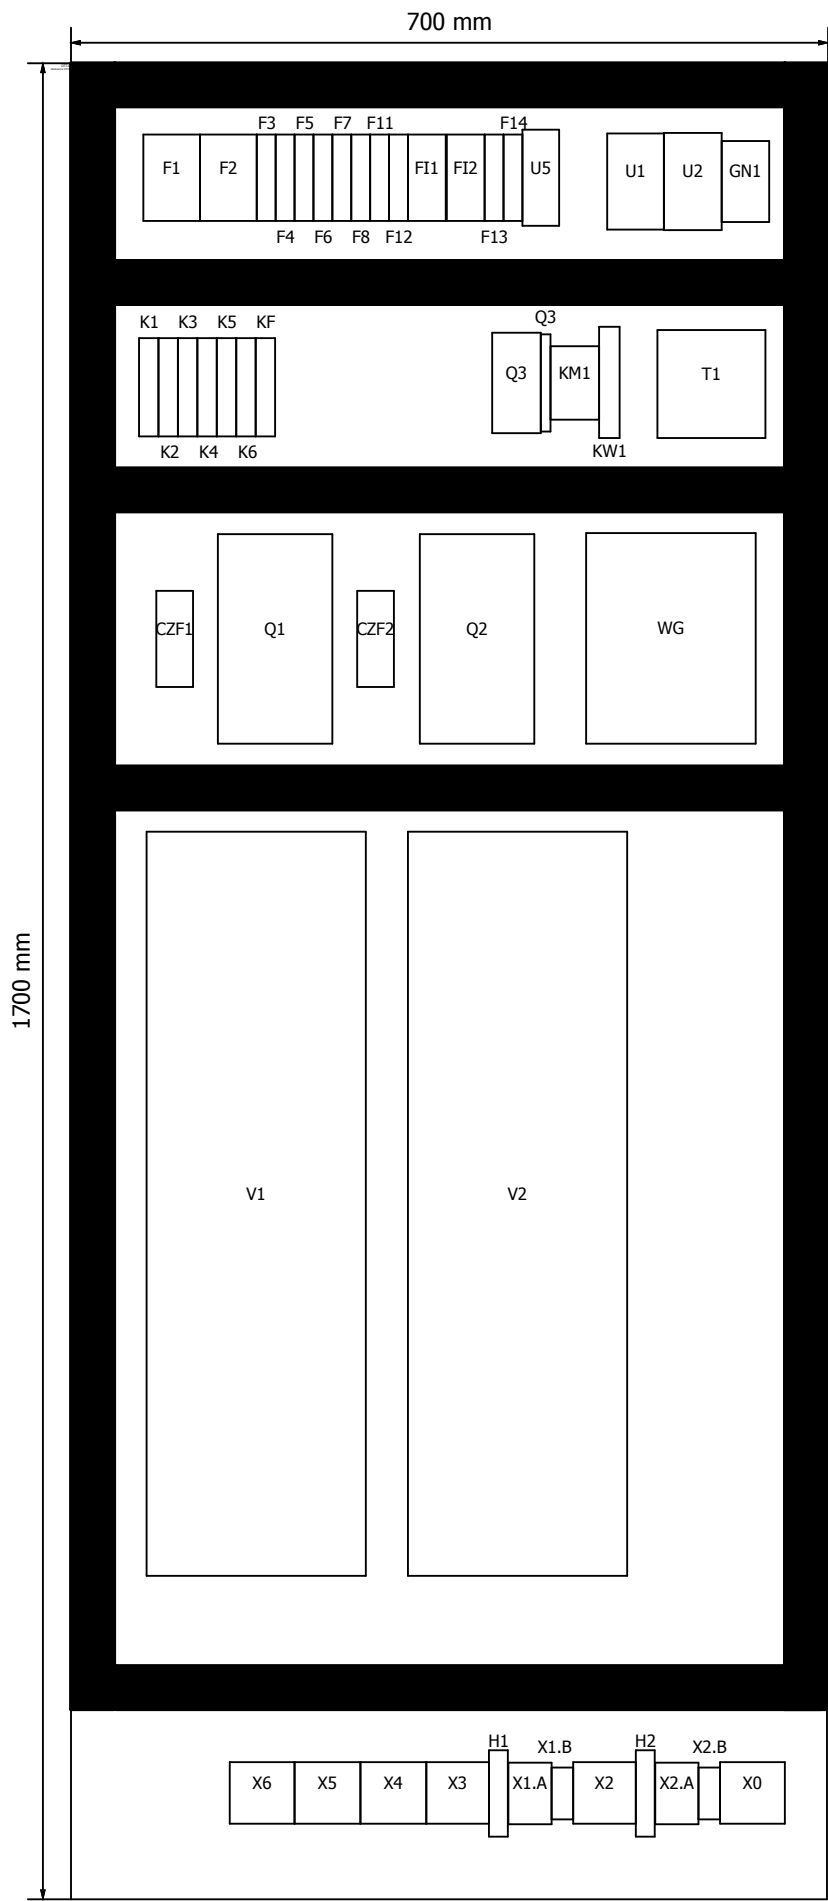 700 mm
F3 F5 F7 F11 F14
F1 F2 FI1 FI2 U5 U1 U2 GN1
F4 F6 F8 F12 F13
K1 K3 K5 KF Q3
Q3 KM1 T1
K2 K4 K6 KW1
CZF1 Q1 CZF2 Q2 WG
1700 mm
V1 V2
H1 X1.B H2 X2.B
X6 X5 X4 X3 X1.A X2 X2.A X0